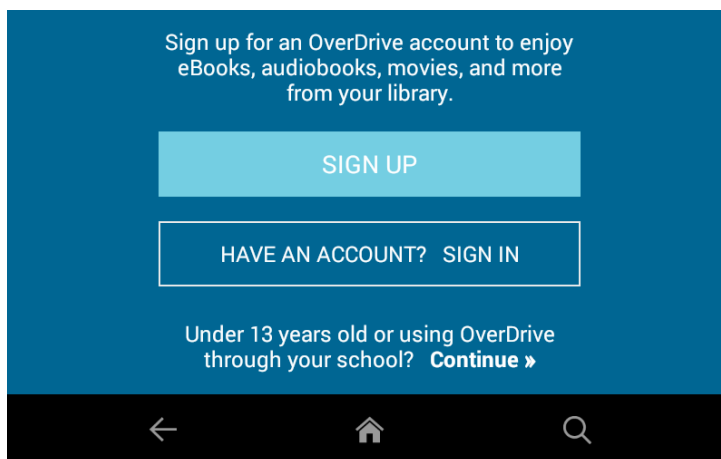 Sign up for an OverDrive account to enjoy
eBooks, audiobooks, movies, and more
from your library.
SIGN UP
HAVE AN ACCOUNT? SIGN IN
Under 13 years old or using OverDrive
through your school? Continue »